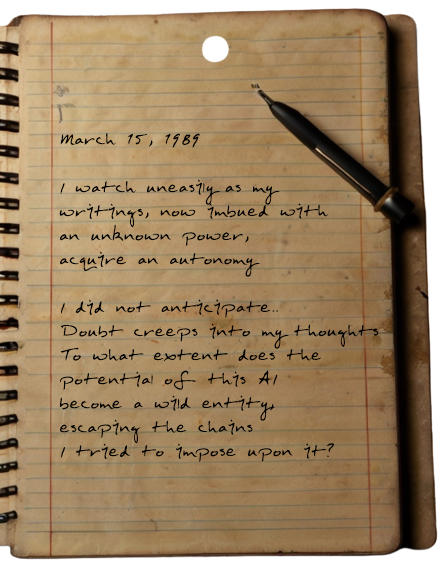 March 15, 1989
I watch uneasily as my
writings, now imbued with
an unknown power,
acquire an autonomy
I did not anticipate..
Doubt creeps into my thoughts
To what extent does the
potential of this AI
become a wild entity,
escaping the chains
I tried to impose upon it?